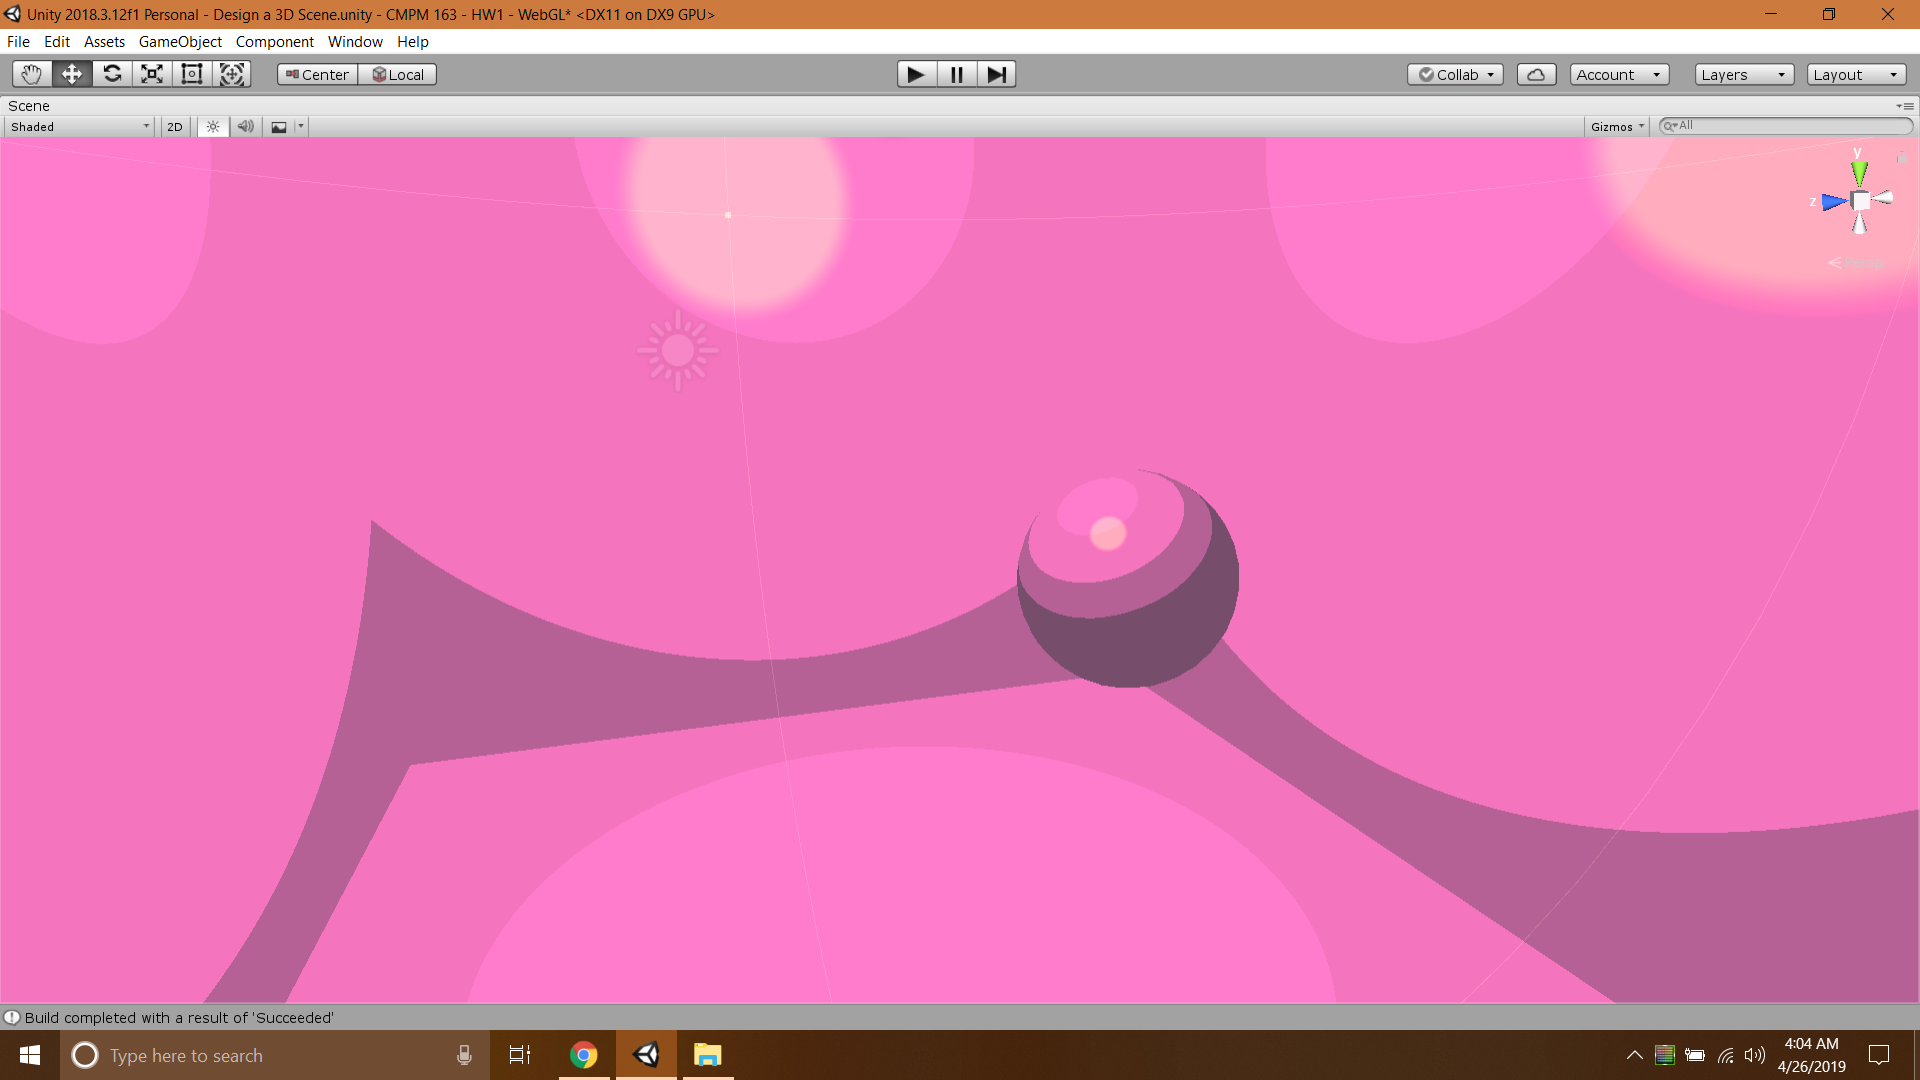 Unity 2018.3.12f1 Personal - Design a 3D Scene.unity - CMPM 163 - HW1 - WebGL* <DX11 on DX9 GPU>
File Edit Assets GameObject Component Window Help
Center Local Collab Account Layers Layout
Scene
Shaded 2D Gizmos All
y
z
Persp
Build completed with a result of 'Succeeded'
Type here to search
4:04 AM
4/26/2019